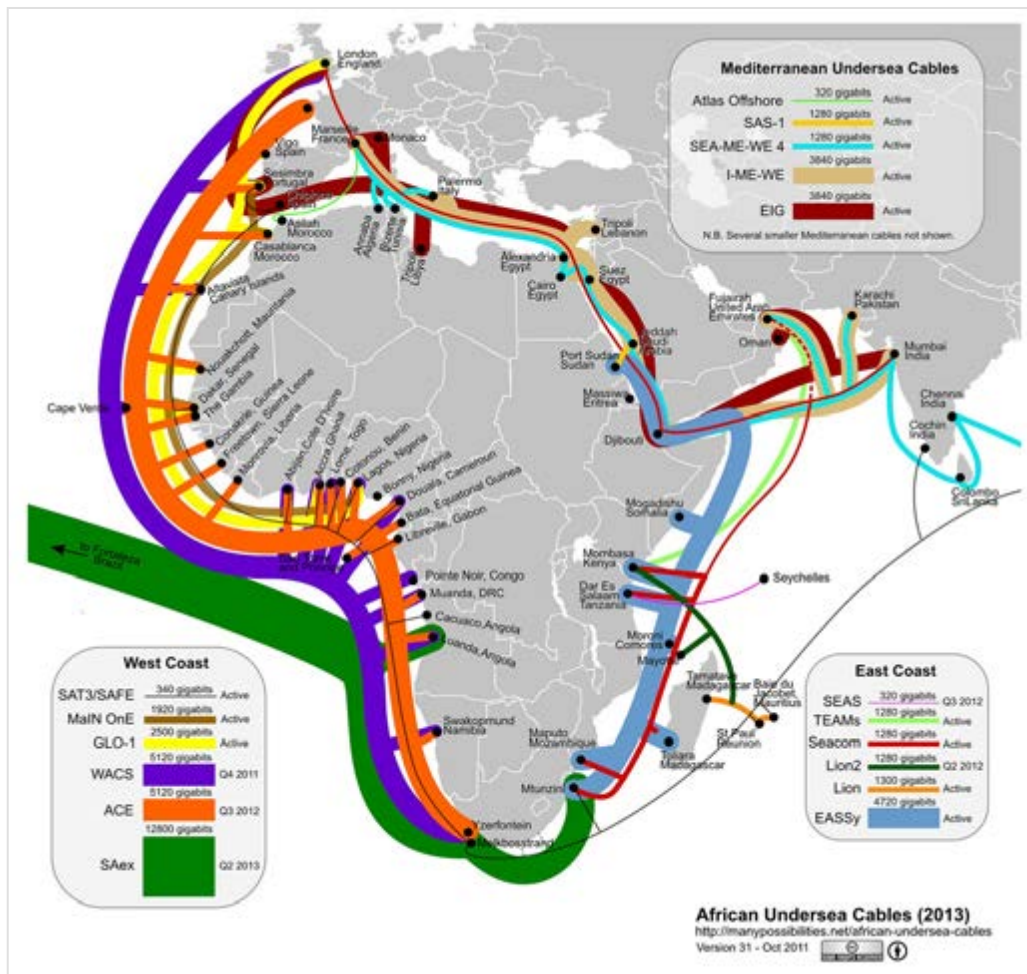 London
England
Marseille
France
Monaco
Vigo
Spain
Sesimbra
Portugal
Spain
Asilah
Morocco
Casablanca
Morocco
Palermo
Italy
Annaba
Algeria
Bizerte
Tunisia
Tripoli
Libya
Tripoli
Lebanon
Alexandria
Egypt
Cairo
Egypt
Suez
Egypt
Mediterranean Undersea Cables
Atlas Offshore 320 gigabits Active
SAS-1 1280 gigabits Active
SEA-ME-WE 4 1280 gigabits Active
I-ME-WE 3840 gigabits Active
EIG 3840 gigabits Active
N.B. Several smaller Mediterranean cables not shown.
Altavista
Canary Islands
Nouakchott, Mauritania
Dakar, Senegal
The Gambia
Cape Verde
Conakrie, Guinea
Freetown, Sierra Leone
Monrovia, Liberia
Abijan,Cote D'Ivoire
Accra,Ghana
Lome, Togo
Cotonou, Benin
Lagos, Nigeria
Bonny, Nigeria
Douala, Cameroun
Bata, Equatorial Guinea
Libreville, Gabon
Jeddah
Saudi
Arabia
Port Sudan
Sudan
Massiwa
Eritrea
Djibouti
Fujairah
United Arab
Emirates
Oman
Karachi
Pakistan
Mumbai
India
Chennai
India
Cochin
India
Colombo
SriLanka
Mogadishu
Somalia
Mombasa
Kenya
Dar Es
Salaam
Tanzania
Seychelles
Moroni
Comoros
Mayotte
Tamatave
Madagascar
Baie du
Jacobet,
Mauritius
St Paul
Reunion
Toliara
Madagascar
Maputo
Mozambique
Mtunzini
to Fortaleza
Brazil
Pointe Noir, Congo
Muanda, DRC
Cacuaco,Angola
Luanda,Angola
Swakopmund
Namibia
Yzerfontein
Melkbosstrand
West Coast
SAT3/SAFE 340 gigabits Active
MaIN OnE 1920 gigabits Active
GLO-1 2500 gigabits Active
WACS 5120 gigabits Q4 2011
ACE 5120 gigabits Q3 2012
SAex 12800 gigabits Q2 2013
East Coast
SEAS 320 gigabits Q3 2012
TEAMs 1280 gigabits Active
Seacom 1280 gigabits Active
Lion2 1280 gigabits Q2 2012
Lion 1300 gigabits Active
EASSy 4720 gigabits Active
African Undersea Cables (2013)
http://manypossibilities.net/african-undersea-cables
Version 31 - Oct 2011